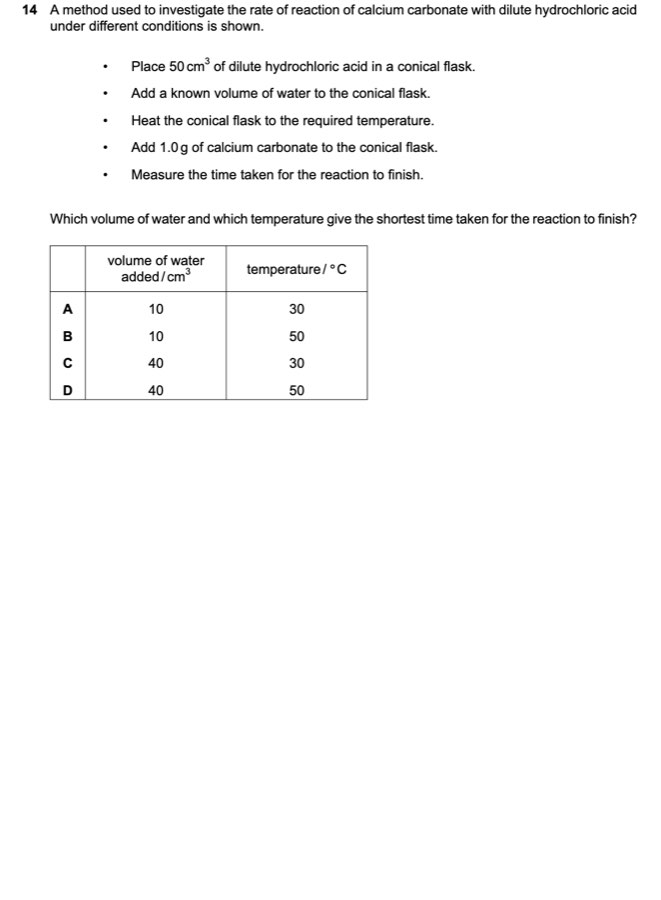 14 A method used to investigate the rate of reaction of calcium carbonate with dilute hydrochloric acid
under different conditions is shown.
• Place 50 cm³ of dilute hydrochloric acid in a conical flask.
• Add a known volume of water to the conical flask.
• Heat the conical flask to the required temperature.
• Add 1.0 g of calcium carbonate to the conical flask.
• Measure the time taken for the reaction to finish.
Which volume of water and which temperature give the shortest time taken for the reaction to finish?
volume of water
added / cm³
temperature / °C
A 10 30
B 10 50
C 40 30
D 40 50